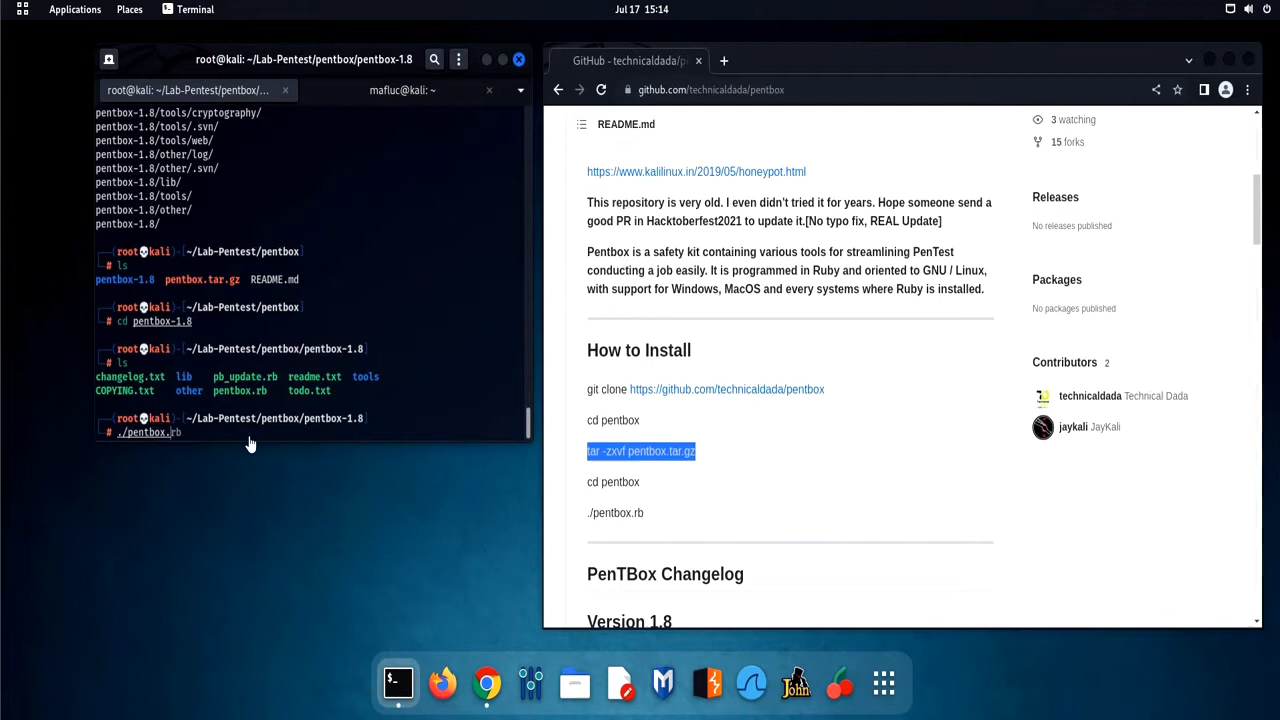 Applications Places Terminal Jul 17 15:14
root@kali: ~/Lab-Pentest/pentbox/pentbox-1.8
root@kali: ~/Lab-Pentest/pentbox/... mafluc@kali: ~
pentbox-1.8/tools/cryptography/
pentbox-1.8/tools/.svn/
pentbox-1.8/tools/web/
pentbox-1.8/other/log/
pentbox-1.8/other/.svn/
pentbox-1.8/lib/
pentbox-1.8/tools/
pentbox-1.8/other/
pentbox-1.8/
(root kali)-[~/Lab-Pentest/pentbox]
# ls
pentbox-1.8 pentbox.tar.gz README.md
(root kali)-[~/Lab-Pentest/pentbox]
# cd pentbox-1.8
(root kali)-[~/Lab-Pentest/pentbox/pentbox-1.8]
# ls
changelog.txt lib pb_update.rb readme.txt tools
COPYING.txt other pentbox.rb todo.txt
(root kali)-[~/Lab-Pentest/pentbox/pentbox-1.8]
# ./pentbox.rb
GitHub - technicaldada/p
github.com/technicaldada/pentbox
README.md
https://www.kalilinux.in/2019/05/honeypot.html
This repository is very old. I even didn't tried it for years. Hope someone send a
good PR in Hacktoberfest2021 to update it.[No typo fix, REAL Update]
Pentbox is a safety kit containing various tools for streamlining PenTest
conducting a job easily. It is programmed in Ruby and oriented to GNU / Linux,
with support for Windows, MacOS and every systems where Ruby is installed.
How to Install
git clone https://github.com/technicaldada/pentbox
cd pentbox
tar -zxvf pentbox.tar.gz
cd pentbox
./pentbox.rb
PenTBox Changelog
Version 1.8
3 watching
15 forks
Releases
No releases published
Packages
No packages published
Contributors 2
technicaldada Technical Dada
jaykali JayKali
$_
John